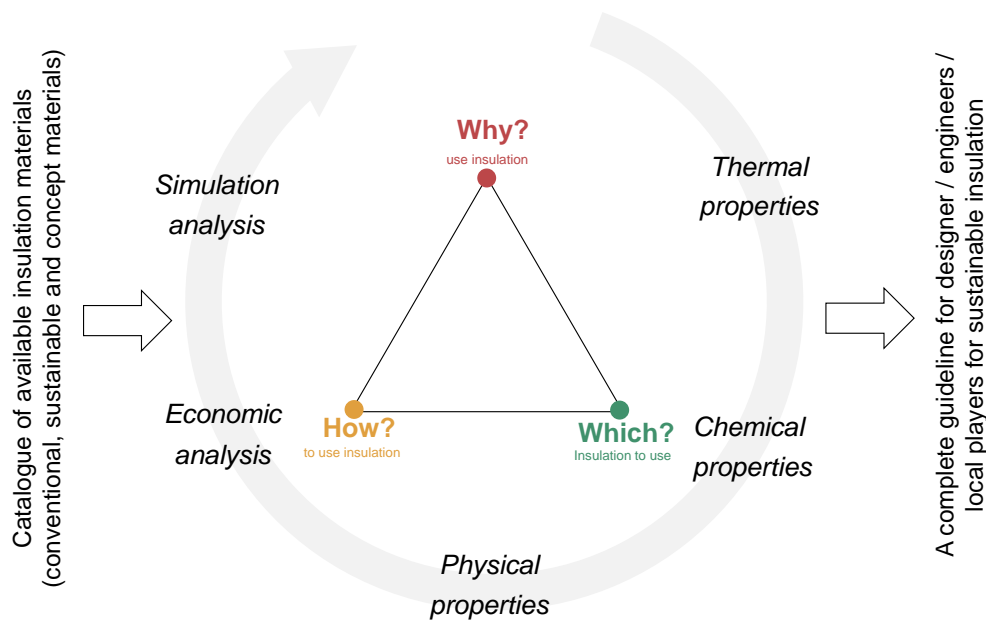 Catalogue of available insulation materials
(conventional, sustainable and concept materials)
Simulation
analysis
Economic
analysis
Why?
use insulation
How?
to use insulation
Which?
Insulation to use
Thermal
properties
Chemical
properties
Physical
properties
A complete guideline for designer / engineers /
local players for sustainable insulation